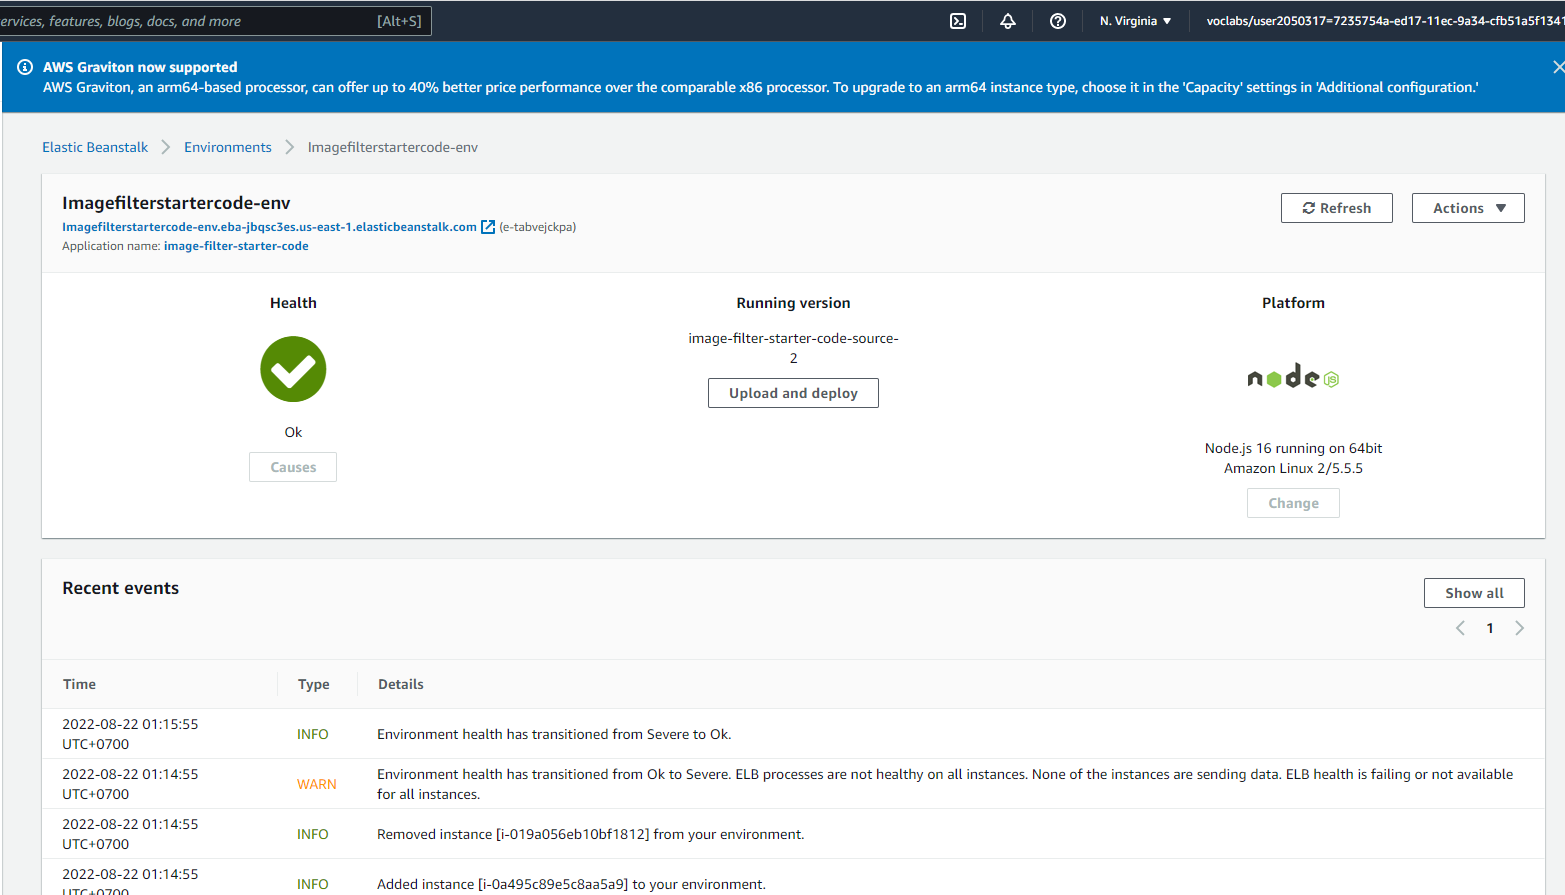 ervices, features, blogs, docs, and more [Alt+S] N. Virginia ▼ voclabs/user2050317=7235754a-ed17-11ec-9a34-cfb51a5f1341
AWS Graviton now supported
AWS Graviton, an arm64-based processor, can offer up to 40% better price performance over the comparable x86 processor. To upgrade to an arm64 instance type, choose it in the 'Capacity' settings in 'Additional configuration.'
Elastic Beanstalk > Environments > Imagefilterstartercode-env
Imagefilterstartercode-env
Refresh Actions ▼
Imagefilterstartercode-env.eba-jbqsc3es.us-east-1.elasticbeanstalk.com (e-tabvejckpa)
Application name: image-filter-starter-code
Health
Ok
Causes
Running version
image-filter-starter-code-source-
2
Upload and deploy
Platform
node JS
Node.js 16 running on 64bit
Amazon Linux 2/5.5.5
Change
Recent events
Show all
< 1 >
Time Type Details
2022-08-22 01:15:55
UTC+0700
INFO
Environment health has transitioned from Severe to Ok.
2022-08-22 01:14:55
UTC+0700
WARN
Environment health has transitioned from Ok to Severe. ELB processes are not healthy on all instances. None of the instances are sending data. ELB health is failing or not available
for all instances.
2022-08-22 01:14:55
UTC+0700
INFO
Removed instance [i-019a056eb10bf1812] from your environment.
2022-08-22 01:14:55
UTC+0700
INFO
Added instance [i-0a495c89e5c8aa5a9] to your environment.